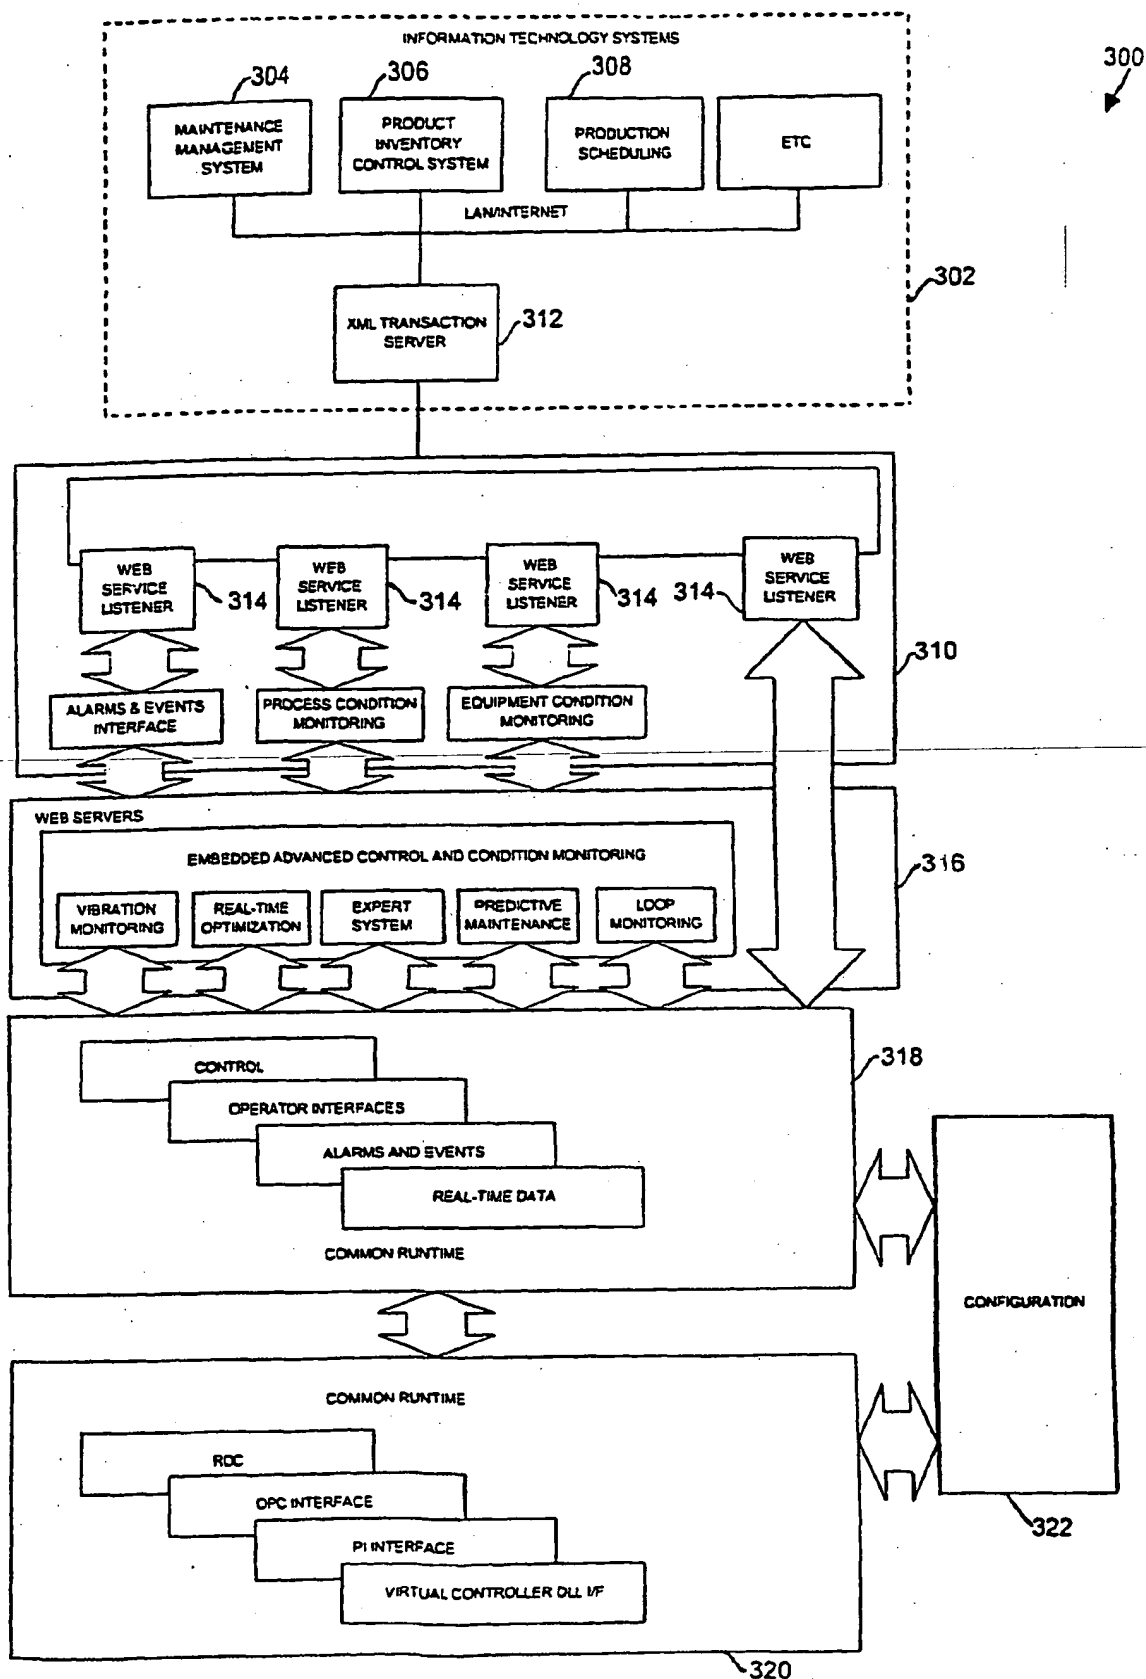 INFORMATION TECHNOLOGY SYSTEMS
300
304
306
308
MAINTENANCE
MANAGEMENT
SYSTEM
PRODUCT
INVENTORY
CONTROL SYSTEM
PRODUCTION
SCHEDULING
ETC
LAN/INTERNET
302
XML TRANSACTION
SERVER
312
WEB
SERVICE
LISTENER
314
WEB
SERVICE
LISTENER
314
WEB
SERVICE
LISTENER
314
314
WEB
SERVICE
LISTENER
310
ALARMS & EVENTS
INTERFACE
PROCESS CONDITION
MONITORING
EQUIPMENT CONDITION
MONITORING
WEB SERVERS
EMBEDDED ADVANCED CONTROL AND CONDITION MONITORING
316
VIBRATION
MONITORING
REAL-TIME
OPTIMIZATION
EXPERT
SYSTEM
PREDICTIVE
MAINTENANCE
LOOP
MONITORING
318
CONTROL
OPERATOR INTERFACES
ALARMS AND EVENTS
REAL-TIME DATA
COMMON RUNTIME
CONFIGURATION
322
COMMON RUNTIME
RDC
OPC INTERFACE
PI INTERFACE
VIRTUAL CONTROLLER DLL I/F
320